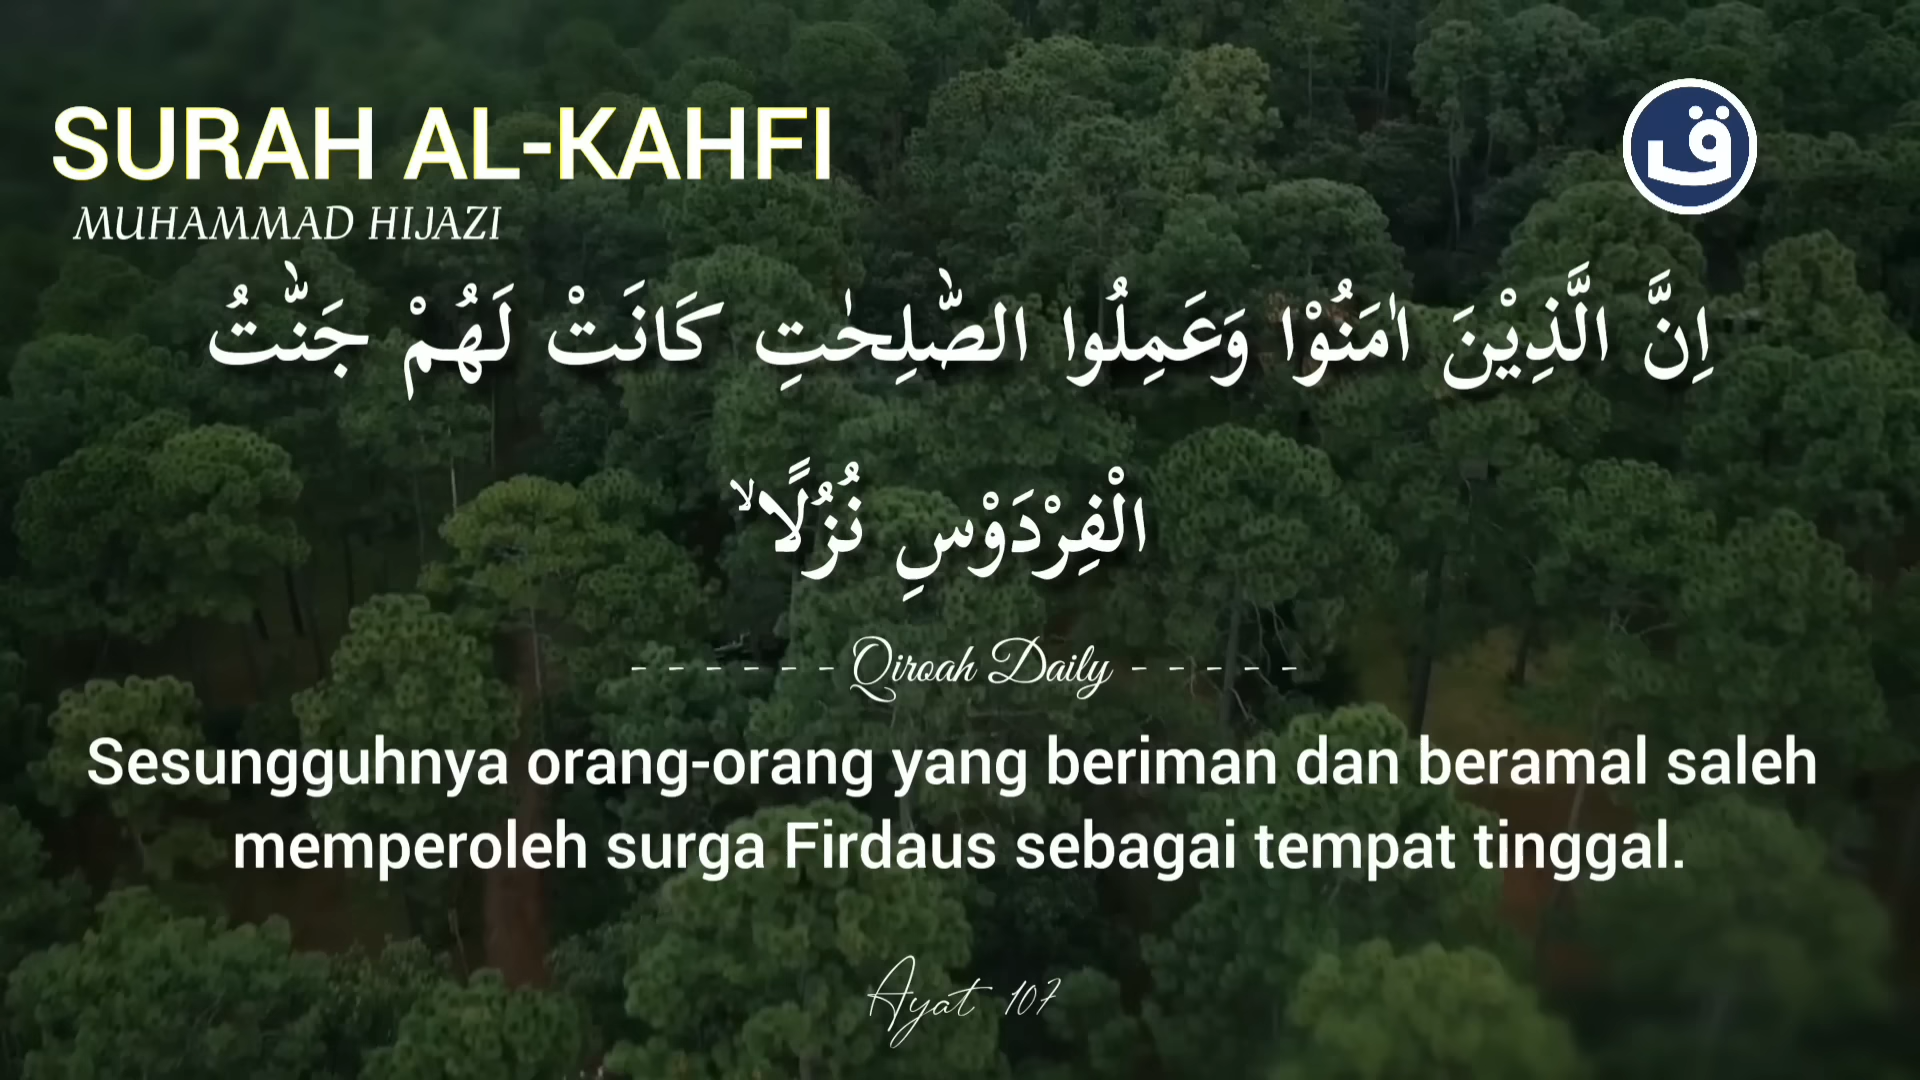 SURAH AL-KAHFI
MUHAMMAD HIJAZI
ق
اِنَّ الَّذِيْنَ اٰمَنُوْا وَعَمِلُوا الصّٰلِحٰتِ كَانَتْ لَهُمْ جَنّٰتُ
الْفِرْدَوْسِ نُزُلًاۙ
- - - - - - Qiroah Daily - - - - -
Sesungguhnya orang-orang yang beriman dan beramal saleh
memperoleh surga Firdaus sebagai tempat tinggal.
Ayat 107